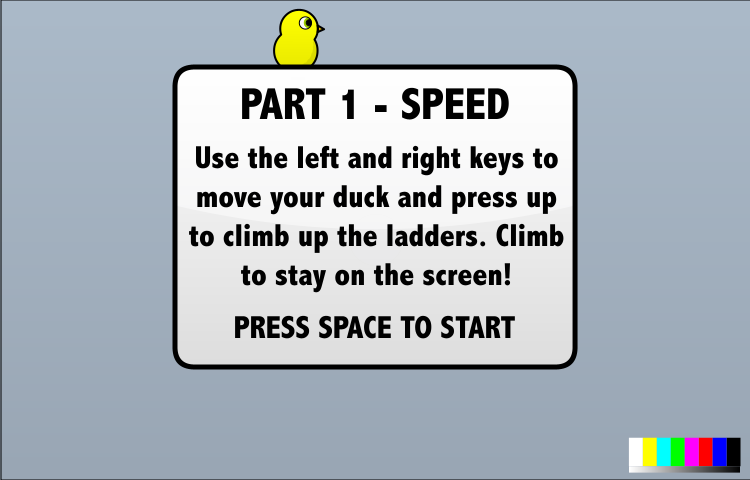 PART 1 - SPEED
Use the left and right keys to
move your duck and press up
to climb up the ladders. Climb
to stay on the screen!
PRESS SPACE TO START